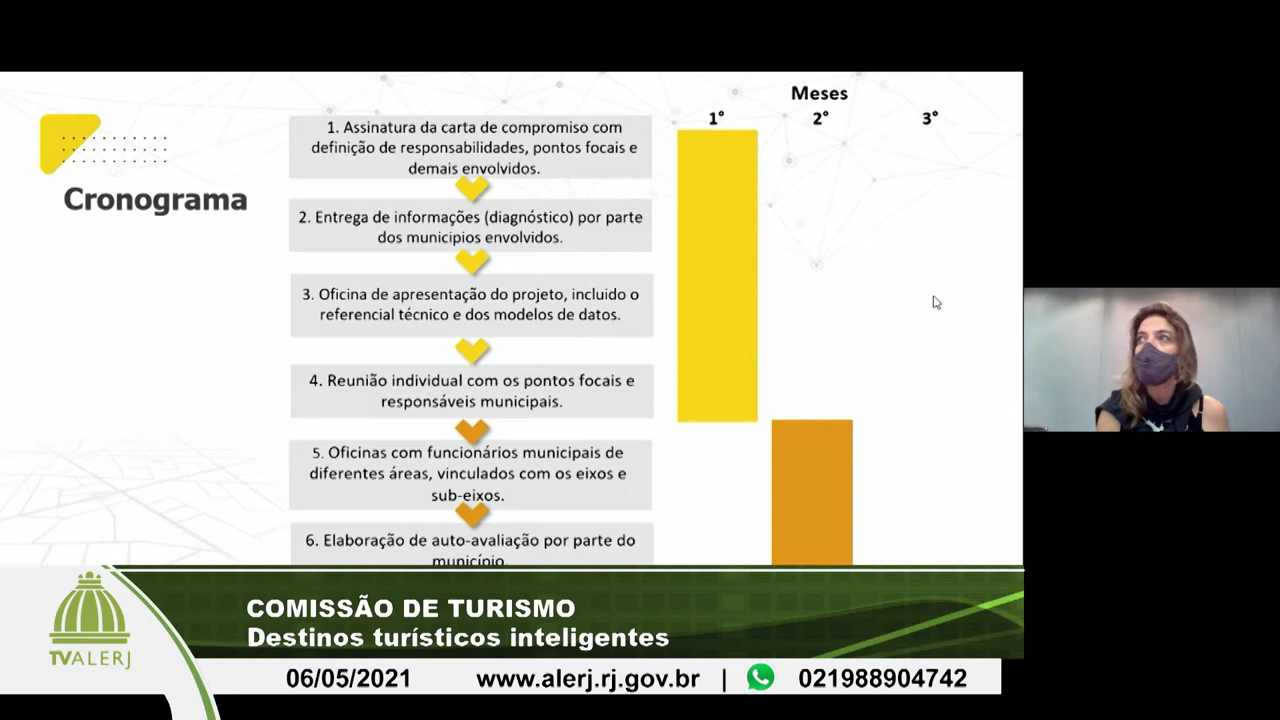 Meses
1° 2° 3°
Cronograma
1. Assinatura da carta de compromiso com
definição de responsabilidades, pontos focais e
demais envolvidos.
2. Entrega de informações (diagnóstico) por parte
dos municipios envolvidos.
3. Oficina de apresentação do projeto, incluido o
referencial técnico e dos modelos de datos.
4. Reunião individual com os pontos focais e
responsáveis municipais.
5. Oficinas com funcionários municipais de
diferentes áreas, vinculados com os eixos e
sub-eixos.
6. Elaboração de auto-avaliação por parte do
município.
COMISSÃO DE TURISMO
Destinos turísticos inteligentes
TVALERJ
06/05/2021 www.alerj.rj.gov.br | 021988904742